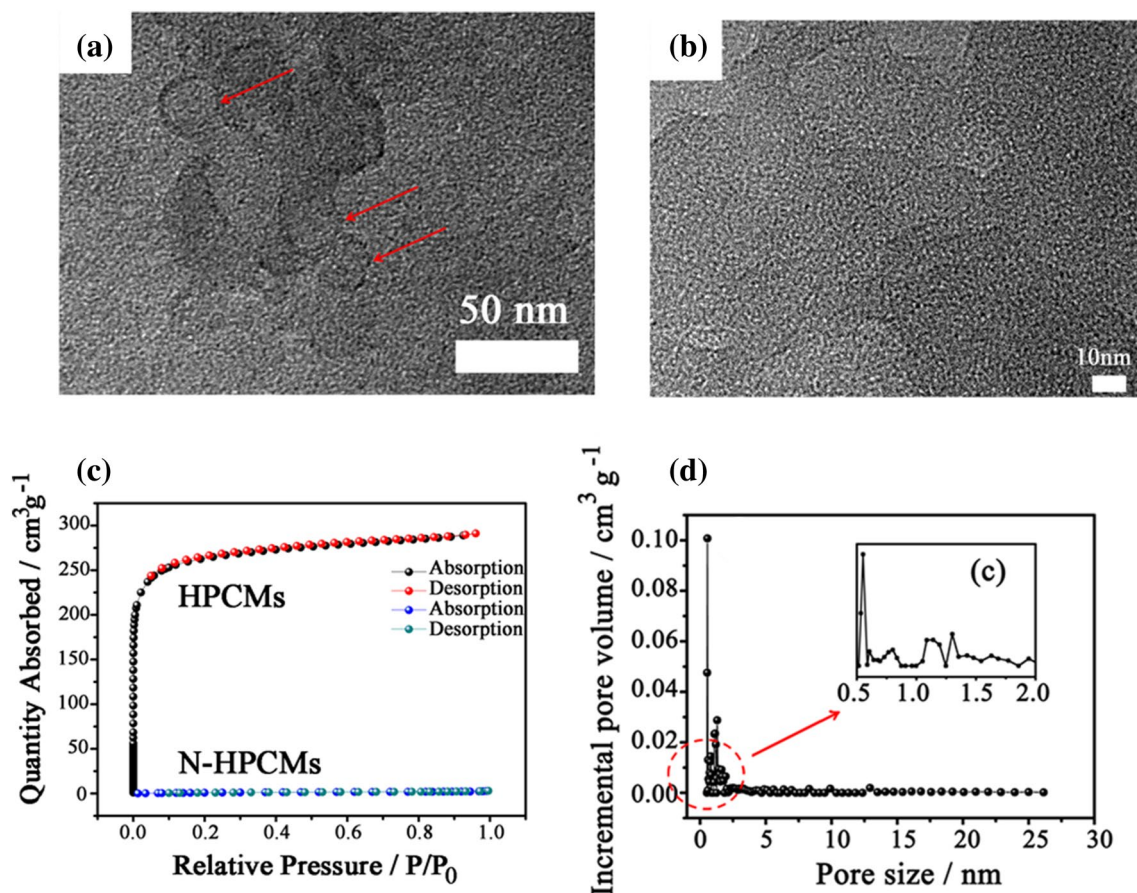 (a)
50 nm
(b)
10nm
(c)
Quantity Absorbed / cm³g⁻¹
300
250
200
150
100
50
0
HPCMs
Absorption
Desorption
Absorption
Desorption
N-HPCMs
0.0 0.2 0.4 0.6 0.8 1.0
Relative Pressure / P/P₀
(d)
Incremental pore volume / cm³ g⁻¹
0.10
0.08
0.06
0.04
0.02
0.00
(c)
0.5 1.0 1.5 2.0
0 5 10 15 20 25 30
Pore size / nm